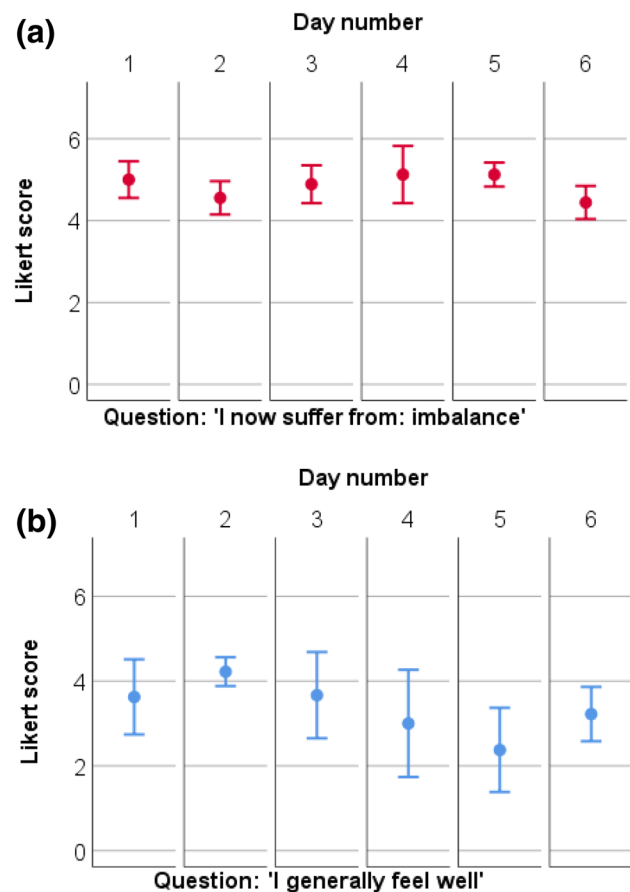 (a)
Day number
1 2 3 4 5 6
6
4
2
0
Likert score
Question: 'I now suffer from: imbalance'
Day number
(b)
1 2 3 4 5 6
6
4
2
0
Likert score
Question: 'I generally feel well'